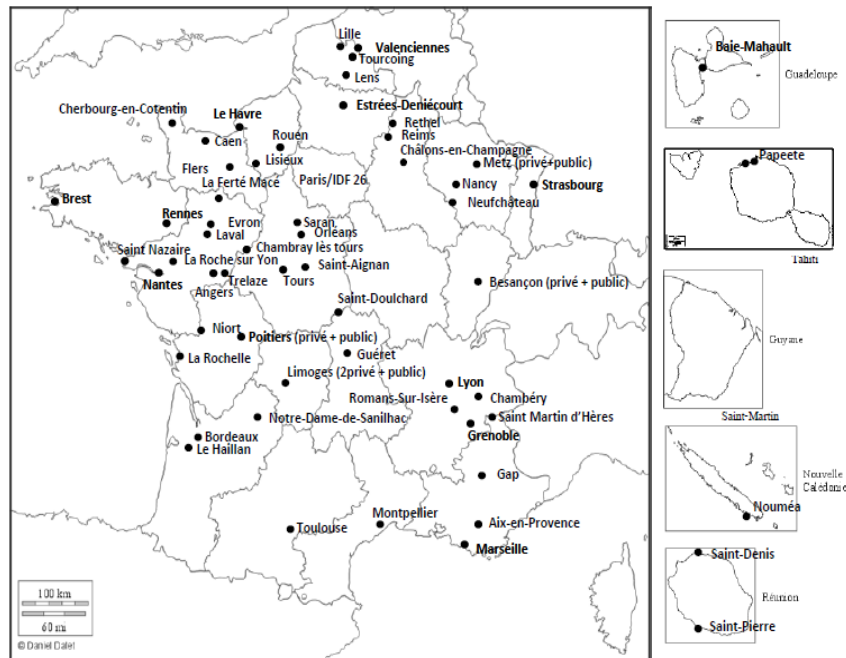 Lille
Valenciennes
Tourcoing
Lens
Estrées-Deniécourt
Cherbourg-en-Cotentin
Le Havre
Rethel
Reims
Rouen
Caen
Châlons-en-Champagne
Lisieux
Metz (privé+public)
Flers
La Ferté Macé
Paris/IDF 26
Nancy
Strasbourg
Brest
Neufchâteau
Rennes
Evron
Saran
Laval
Orléans
Chambray lès tours
Saint Nazaire
La Roche sur Yon
Saint-Aignan
Nantes
Trelaze
Tours
Besançon (privé + public)
Angers
Saint-Doulchard
Niort
Poitiers (privé + public)
La Rochelle
Guéret
Limoges (2privé + public)
Lyon
Romans-Sur-Isère
Chambéry
Notre-Dame-de-Sanilhac
Saint Martin d'Hères
Bordeaux
Grenoble
Le Haillan
Gap
Montpellier
Toulouse
Aix-en-Provence
Marseille
100 km
60 mi
© Daniel Dalet
Baie-Mahault
Guadeloupe
Papeete
Tahiti
Guyane
Saint-Martin
Nouvelle
Calédonie
Nouméa
Saint-Denis
Réunion
Saint-Pierre